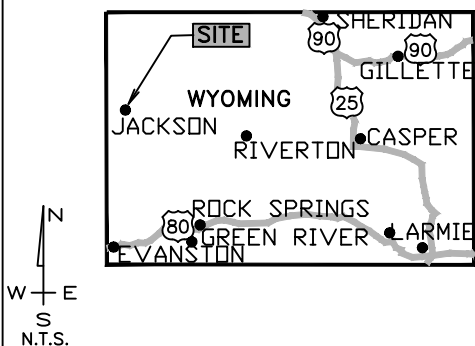 SHERIDAN
SITE
90
90
GILLETTE
WYOMING
25
JACKSON
CASPER
RIVERTON
ROCK SPRINGS
80
GREEN RIVER
LARMIE
EVANSTON
N
W E
S
N.T.S.